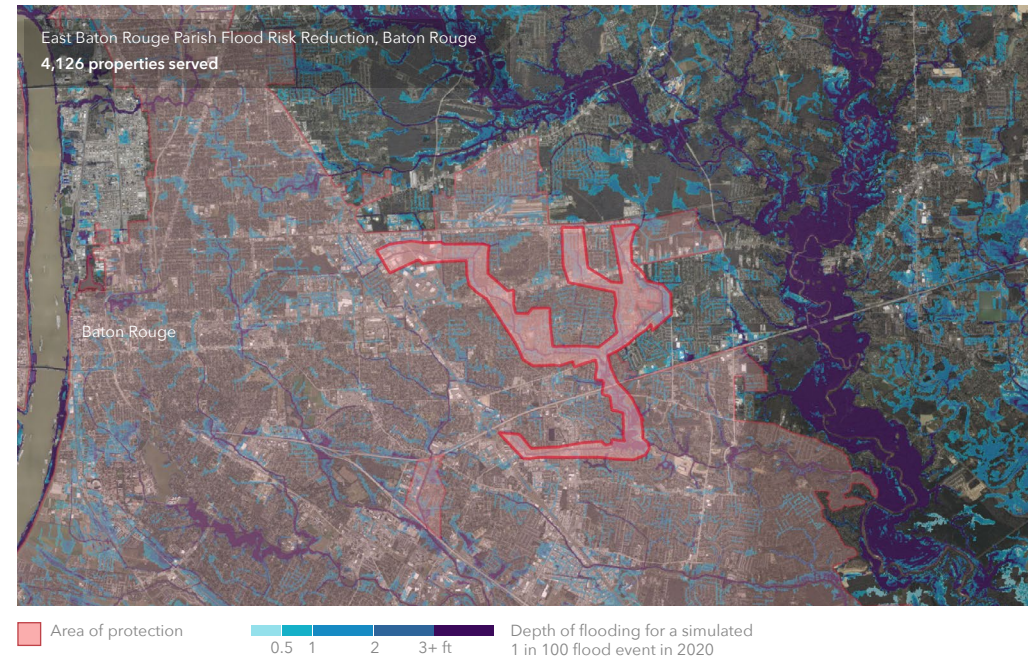 East Baton Rouge Parish Flood Risk Reduction, Baton Rouge
4,126 properties served
Baton Rouge
Area of protection
0.5 1 2 3+ ft
Depth of flooding for a simulated
1 in 100 flood event in 2020